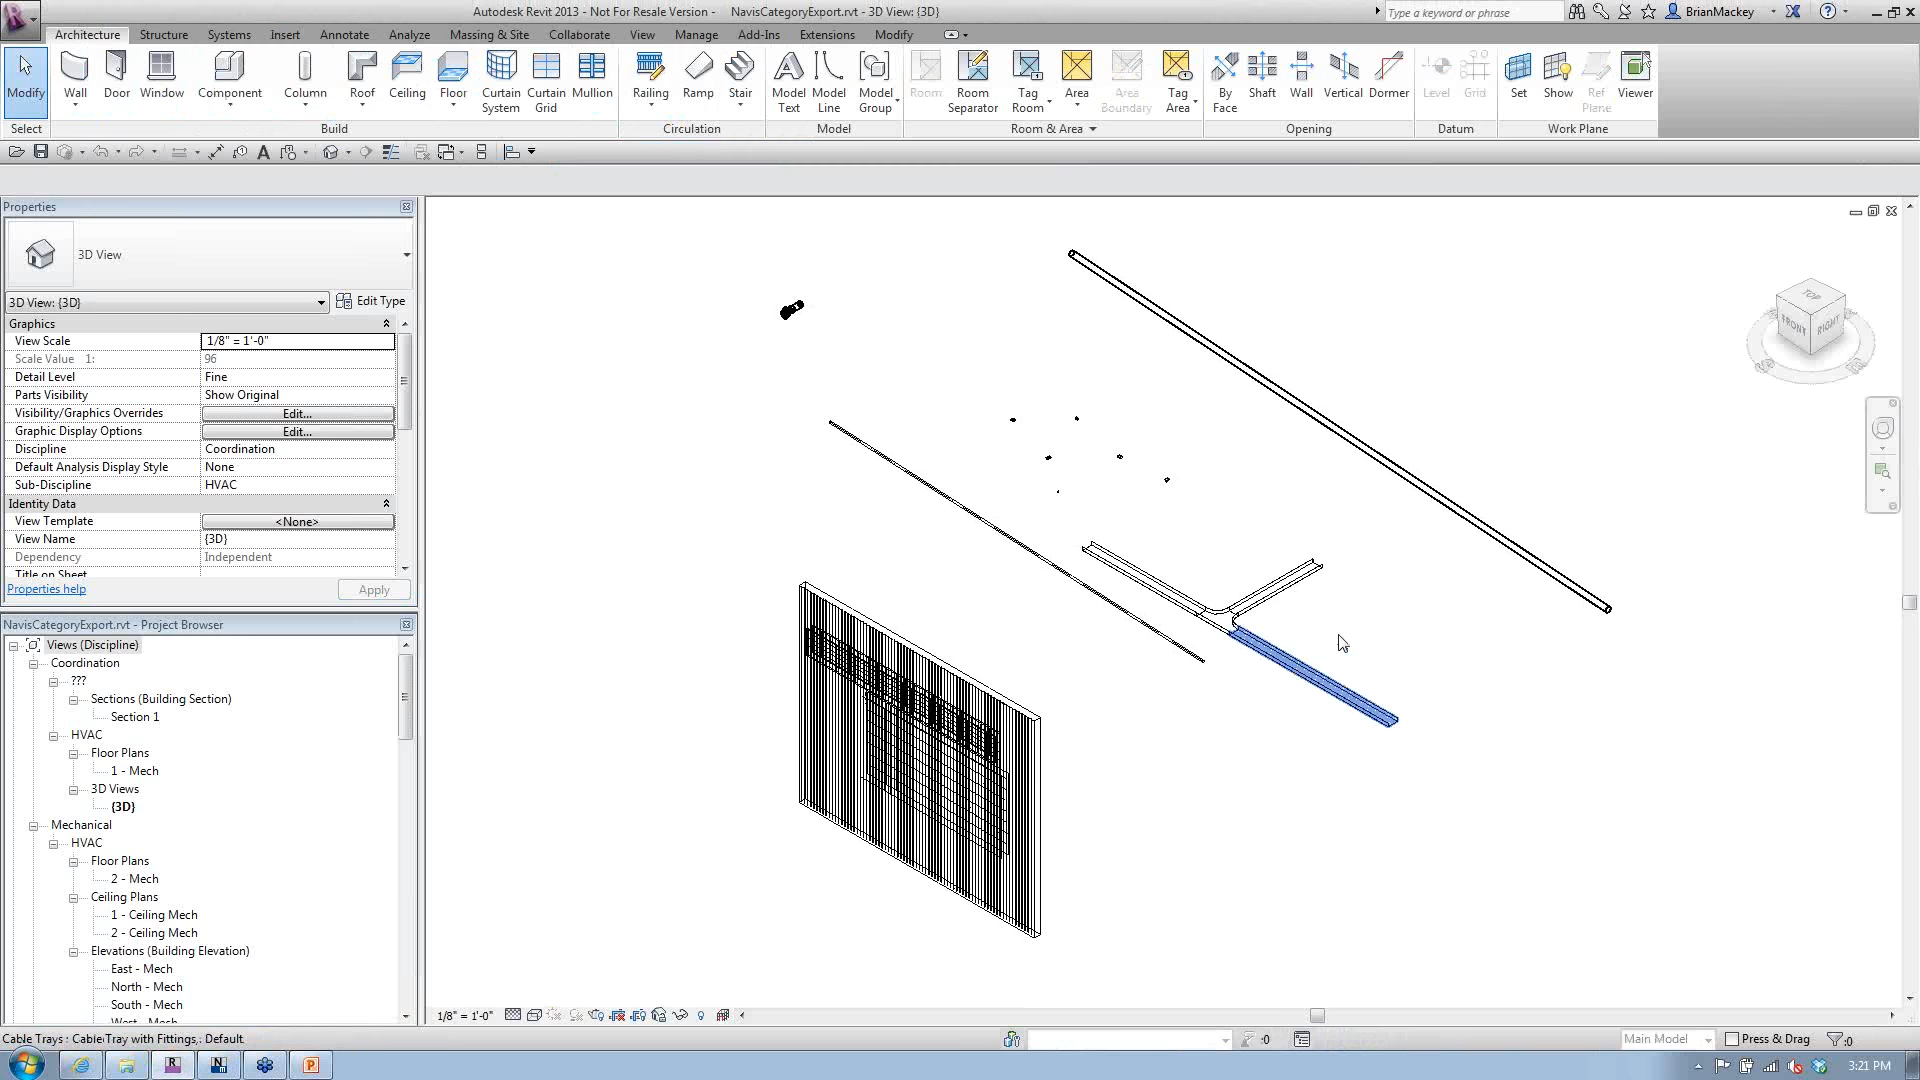 Autodesk Revit 2013 - Not For Resale Version - NavisCategoryExport.rvt - 3D View: {3D}
Type a keyword or phrase
BrianMackey
Architecture Structure Systems Insert Annotate Analyze Massing & Site Collaborate View Manage Add-Ins Extensions Modify
Modify Wall Door Window Component Column Roof Ceiling Floor Curtain System Curtain Grid Mullion Railing Ramp Stair Model Text Model Line Model Group Room Room Separator Tag Room Area Area Boundary Tag Area By Face Shaft Wall Vertical Dormer Level Grid Set Show Ref Plane Viewer
Select Build Circulation Model Room & Area Opening Datum Work Plane
Properties
3D View
3D View: {3D} Edit Type
Graphics
View Scale 1/8" = 1'-0"
Scale Value 1: 96
Detail Level Fine
Parts Visibility Show Original
Visibility/Graphics Overrides Edit...
Graphic Display Options Edit...
Discipline Coordination
Default Analysis Display Style None
Sub-Discipline HVAC
Identity Data
View Template <None>
View Name {3D}
Dependency Independent
Title on Sheet
Properties help Apply
NavisCategoryExport.rvt - Project Browser
Views (Discipline)
Coordination
???
Sections (Building Section)
Section 1
HVAC
Floor Plans
1 - Mech
3D Views
{3D}
Mechanical
HVAC
Floor Plans
2 - Mech
Ceiling Plans
1 - Ceiling Mech
2 - Ceiling Mech
Elevations (Building Elevation)
East - Mech
North - Mech
South - Mech
West - Mech
TOP
FRONT RIGHT
1/8" = 1'-0"
Cable Trays : Cable Tray with Fittings : Default
:0
Main Model
Press & Drag
:0
3:21 PM